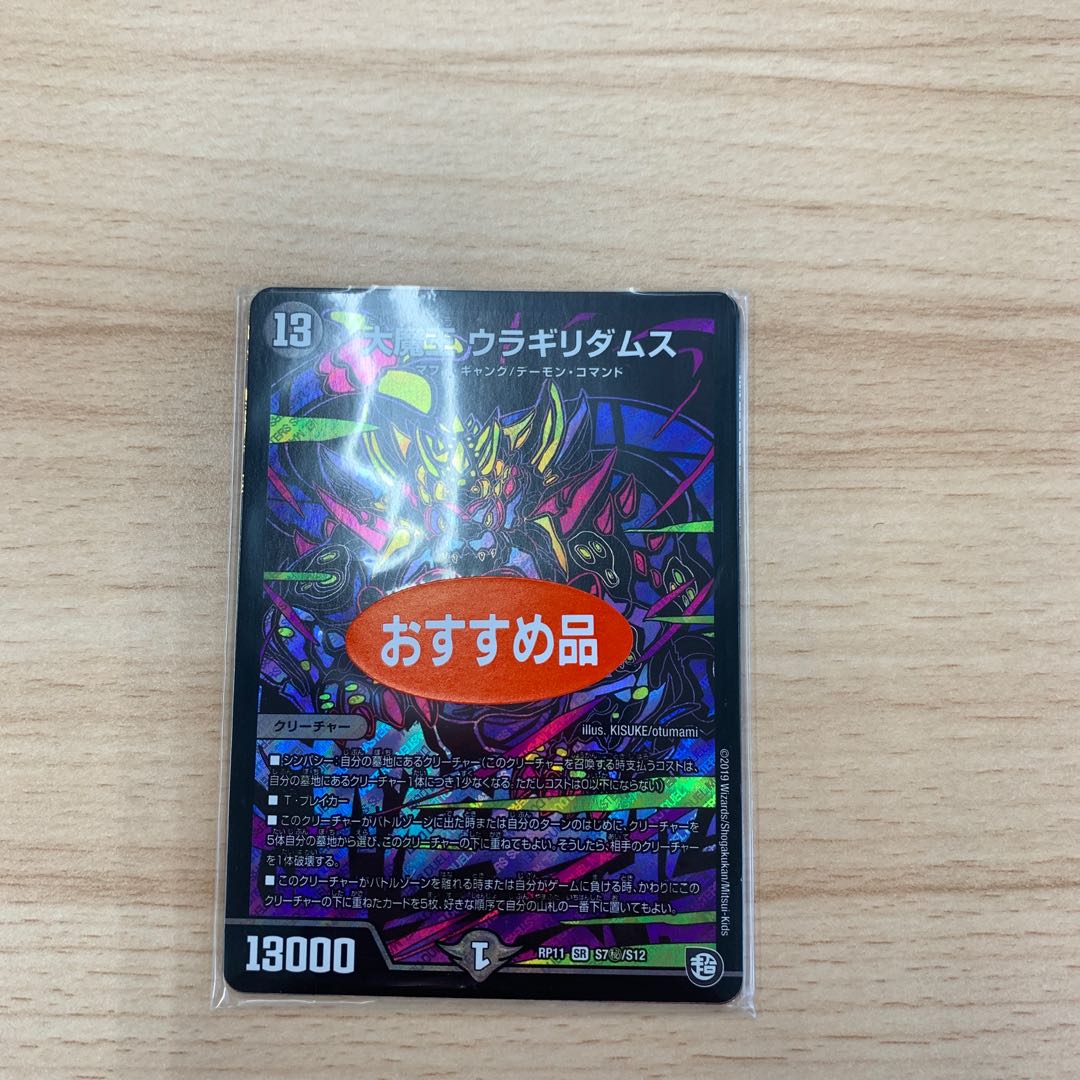 13
大魔王 ウラギリダムス
マフィ ギャング/デーモン・コマンド
おすすめ品
クリーチャー
illus. KISUKE/otumami
■ シンパシー:自分の墓地にあるクリーチャー(このクリーチャーを召喚する時支払うコストは、
自分の墓地にあるクリーチャー1体につき1少なくなる。ただしコストは0以下にならない)
■ T・ブレイカー
■ このクリーチャーがバトルゾーンに出た時または自分のターンのはじめに、クリーチャーを
5体自分の墓地から選び、このクリーチャーの下に重ねてもよい。そうしたら、相手のクリーチャー
を1体破壊する。
■ このクリーチャーがバトルゾーンを離れる時または自分がゲームに負ける時、かわりにこの
クリーチャーの下に重ねたカードを5枚、好きな順序で自分の山札の一番下に置いてもよい。
©2019 Wizards/Shogakukan/Mitsui-Kids
13000
1
RP11 SR S7㊙/S12
超